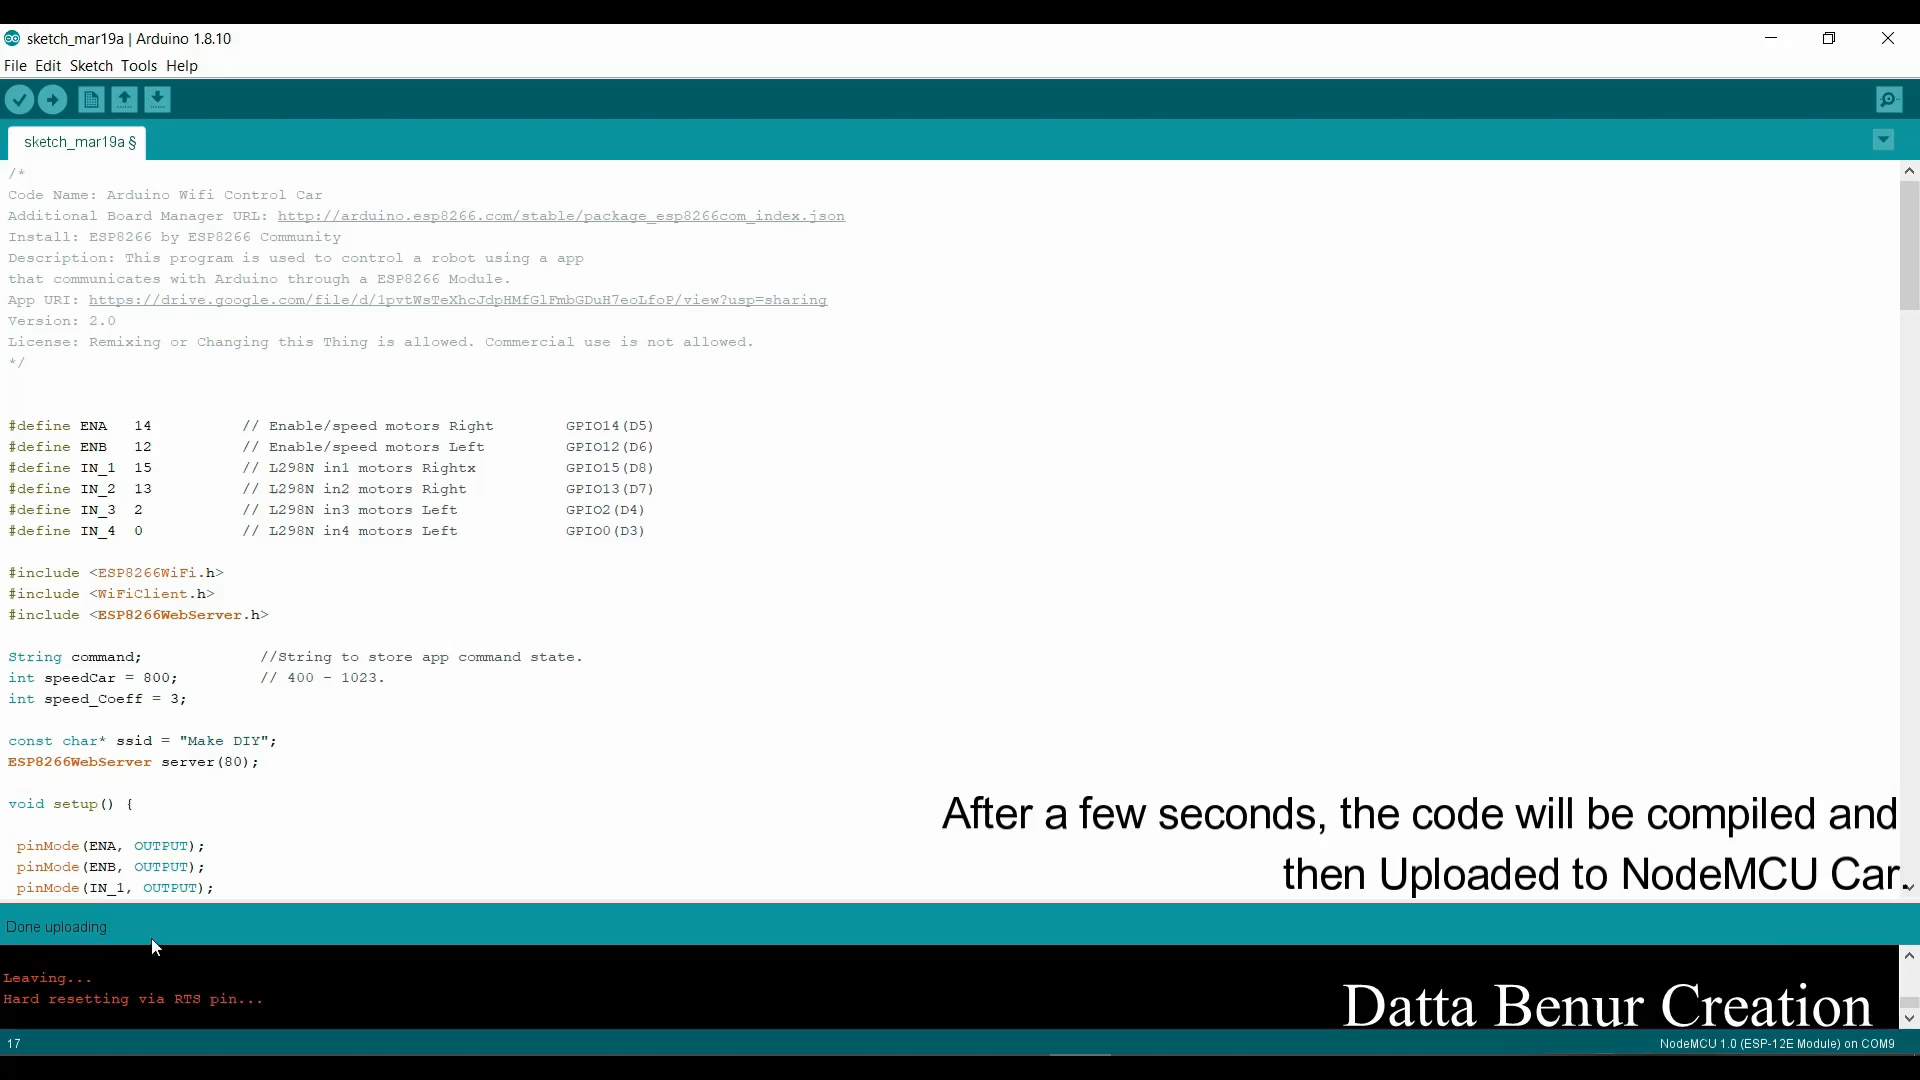 sketch_mar19a | Arduino 1.8.10
File Edit Sketch Tools Help
sketch_mar19a §
/*
Code Name: Arduino Wifi Control Car
Additional Board Manager URL: http://arduino.esp8266.com/stable/package_esp8266com_index.json
Install: ESP8266 by ESP8266 Community
Description: This program is used to control a robot using a app
that communicates with Arduino through a ESP8266 Module.
App URI: https://drive.google.com/file/d/1pvtWsTeXhcJdpHMfGlFmbGDuH7eoLfoP/view?usp=sharing
Version: 2.0
License: Remixing or Changing this Thing is allowed. Commercial use is not allowed.
*/
#define ENA 14 // Enable/speed motors Right GPIO14(D5)
#define ENB 12 // Enable/speed motors Left GPIO12(D6)
#define IN_1 15 // L298N in1 motors Rightx GPIO15(D8)
#define IN_2 13 // L298N in2 motors Right GPIO13(D7)
#define IN_3 2 // L298N in3 motors Left GPIO2(D4)
#define IN_4 0 // L298N in4 motors Left GPIO0(D3)
#include <ESP8266WiFi.h>
#include <WiFiClient.h>
#include <ESP8266WebServer.h>
String command; //String to store app command state.
int speedCar = 800; // 400 - 1023.
int speed_Coeff = 3;
const char* ssid = "Make DIY";
ESP8266WebServer server(80);
void setup() {
pinMode(ENA, OUTPUT);
pinMode(ENB, OUTPUT);
pinMode(IN_1, OUTPUT);
After a few seconds, the code will be compiled and
then Uploaded to NodeMCU Car.
Done uploading.
Leaving...
Hard resetting via RTS pin...
Datta Benur Creation
17
NodeMCU 1.0 (ESP-12E Module) on COM9